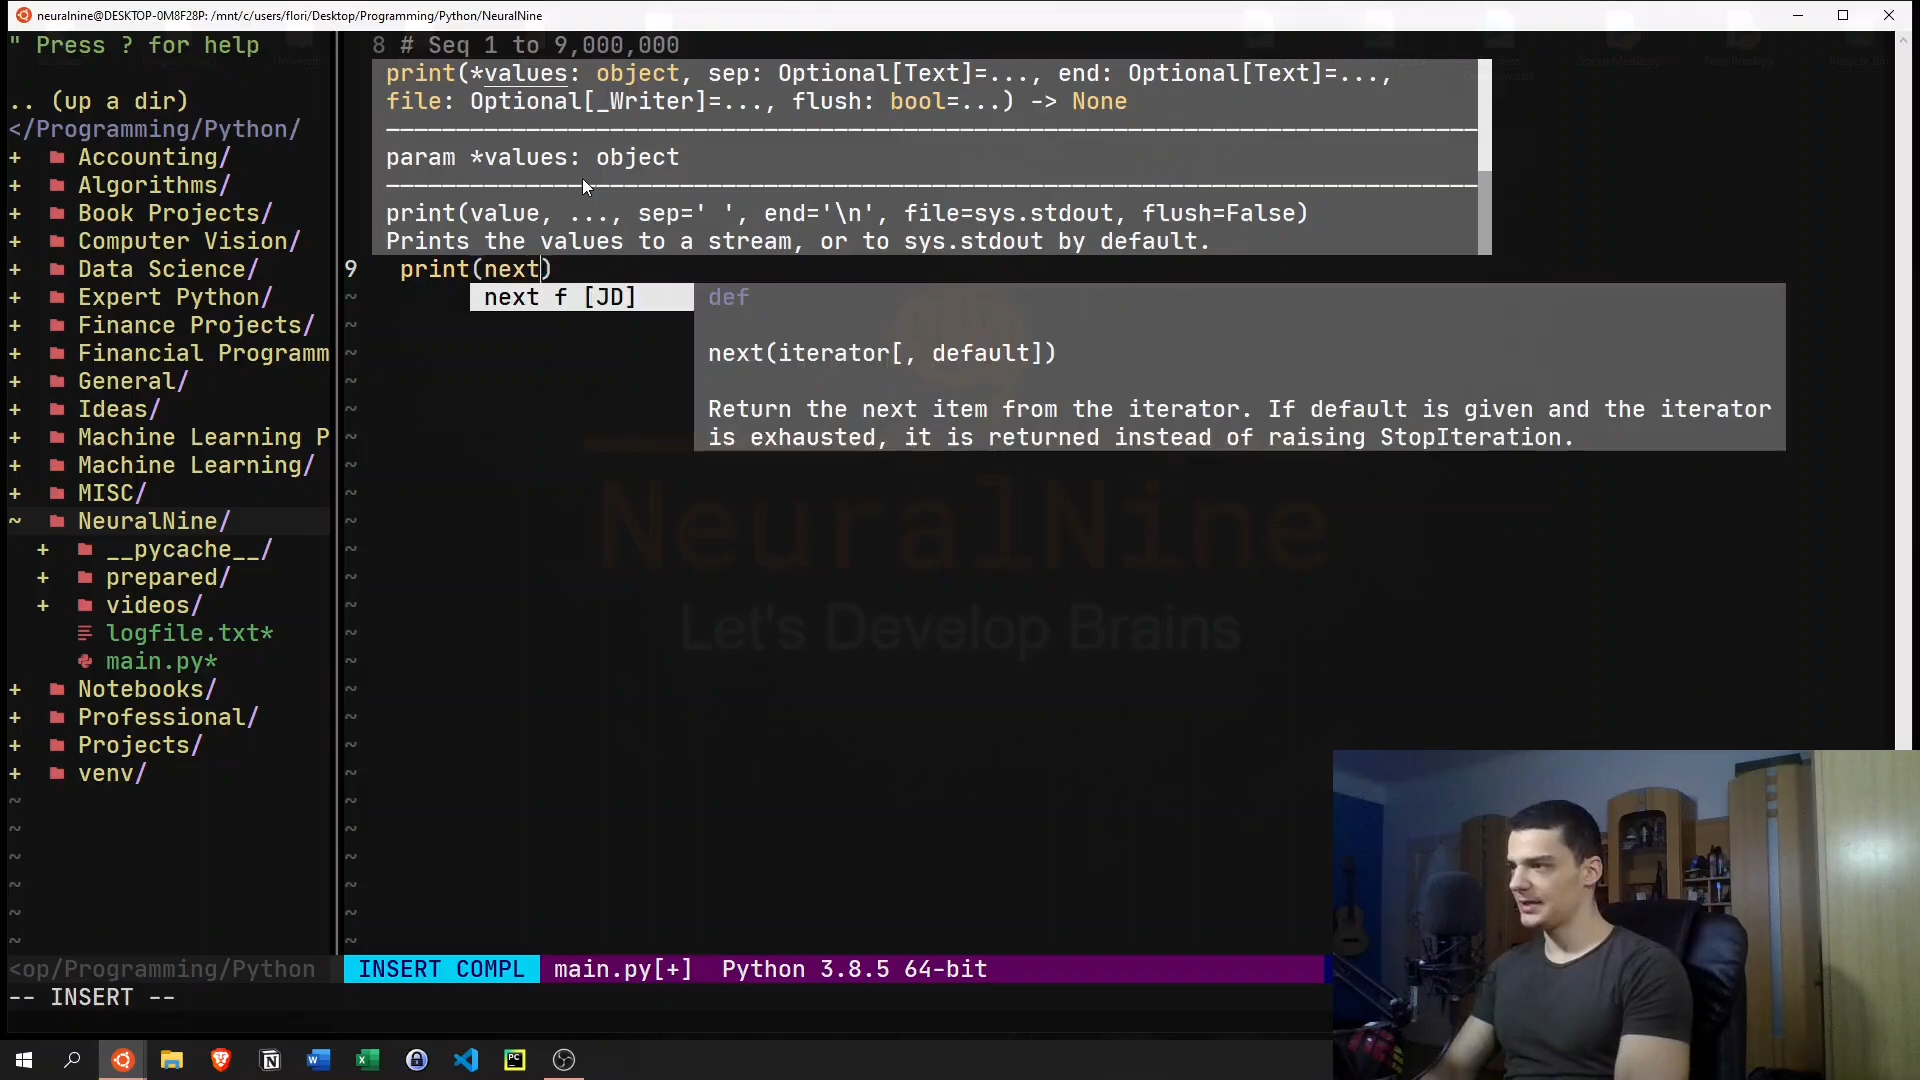 neuralnine@DESKTOP-0M8F28P: /mnt/c/users/flori/Desktop/Programming/Python/NeuralNine
" Press ? for help
.. (up a dir)
</Programming/Python/
+ Accounting/
+ Algorithms/
+ Book Projects/
+ Computer Vision/
+ Data Science/
+ Expert Python/
+ Finance Projects/
+ Financial Programm
+ General/
+ Ideas/
+ Machine Learning P
+ Machine Learning/
+ MISC/
~ NeuralNine/
+ __pycache__/
+ prepared/
+ videos/
logfile.txt*
main.py*
+ Notebooks/
+ Professional/
+ Projects/
+ venv/
8 # Seq 1 to 9,000,000
print(*values: object, sep: Optional[Text]=..., end: Optional[Text]=...,
file: Optional[_Writer]=..., flush: bool=...) -> None
param *values: object
print(value, ..., sep=' ', end='\n', file=sys.stdout, flush=False)
Prints the values to a stream, or to sys.stdout by default.
9 print(next)
next f [JD]
def
next(iterator[, default])
Return the next item from the iterator. If default is given and the iterator
is exhausted, it is returned instead of raising StopIteration.
NeuralNine
Let's Develop Brains
<op/Programming/Python
INSERT COMPL main.py[+] Python 3.8.5 64-bit
-- INSERT --